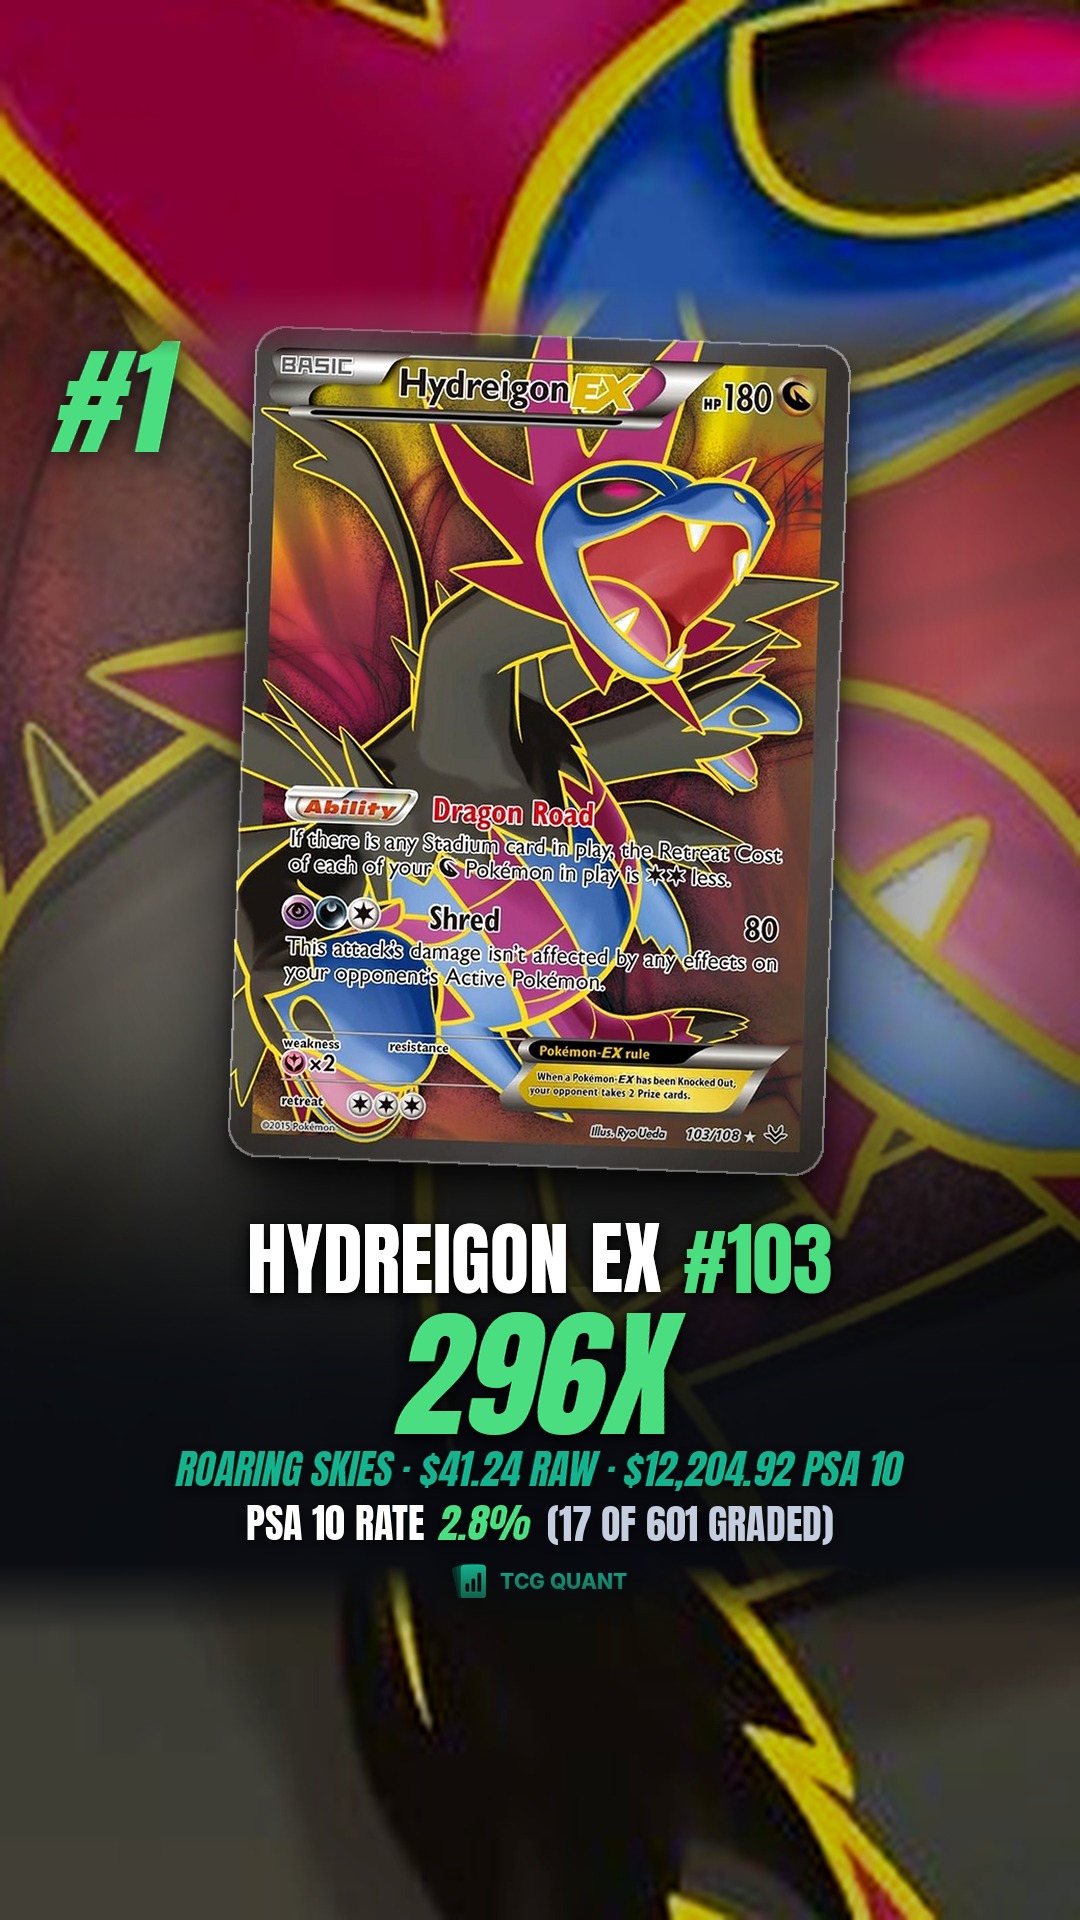 #1
BASIC
Hydreigon EX HP 180
Ability Dragon Road
If there is any Stadium card in play, the Retreat Cost
of each of your Pokémon in play is less.
Shred 80
This attack's damage isn't affected by any effects on
your opponent's Active Pokémon.
weakness resistance
×2
retreat
Pokémon-EX rule
When a Pokémon-EX has been Knocked Out,
your opponent takes 2 Prize cards.
©2015 Pokémon
Illus. Ryo Ueda 103/108
HYDREIGON EX #103
296X
ROARING SKIES · $41.24 RAW · $12,204.92 PSA 10
PSA 10 RATE 2.8% (17 OF 601 GRADED)
TCG QUANT